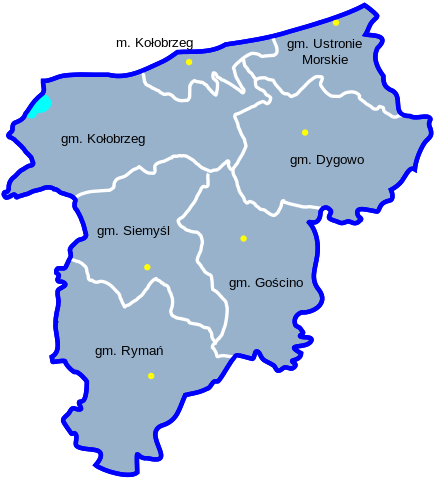 m. Kołobrzeg
gm. Ustronie
Morskie
gm. Kołobrzeg
gm. Dygowo
gm. Siemyśl
gm. Gościno
gm. Rymań